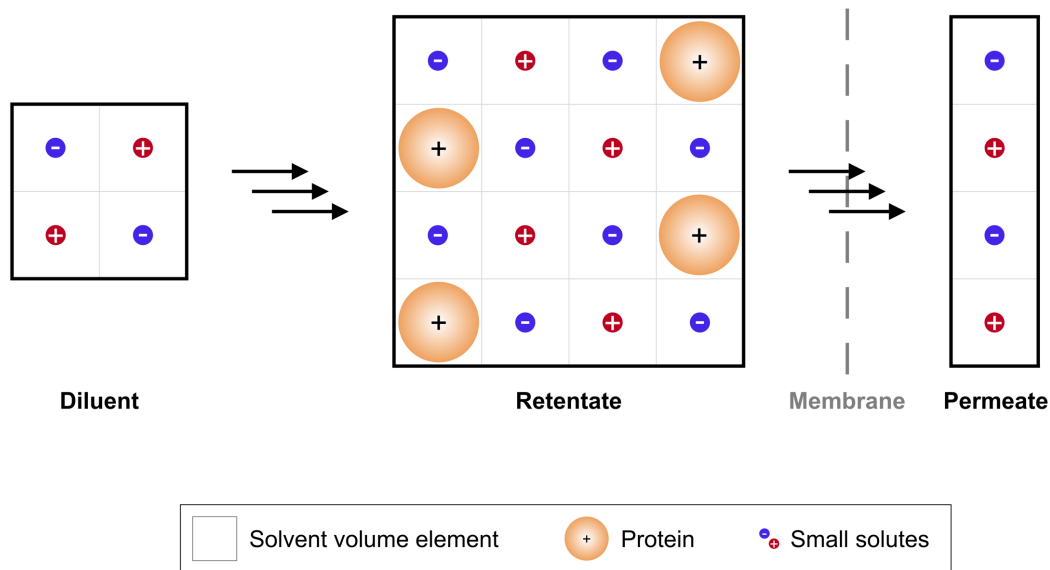 Diluent
Retentate
Membrane
Permeate
Solvent volume element
Protein
Small solutes